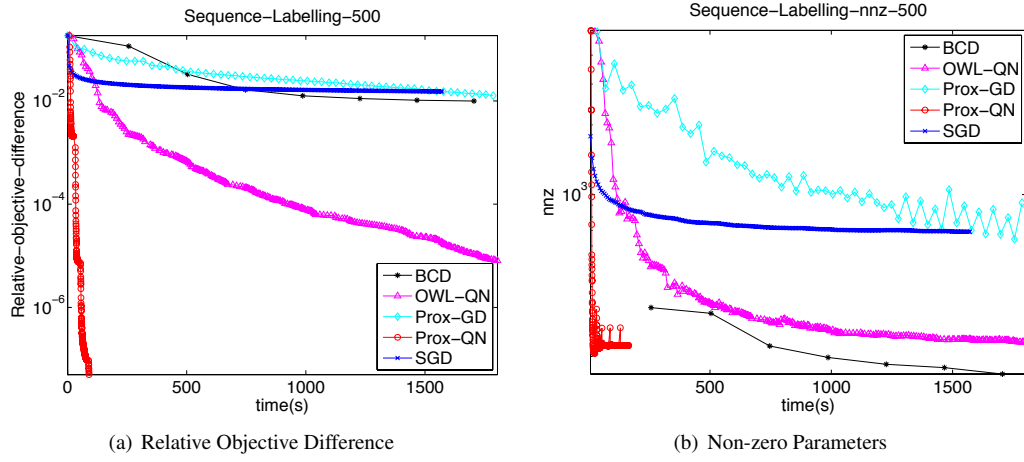 Sequence−Labelling−500
Relative−objective−difference
10^−2
10^−4
10^−6
0
500
1000
1500
time(s)
BCD
OWL−QN
Prox−GD
Prox−QN
SGD
(a) Relative Objective Difference
Sequence−Labelling−nnz−500
nnz
10^3
500
1000
1500
time(s)
BCD
OWL−QN
Prox−GD
Prox−QN
SGD
(b) Non-zero Parameters